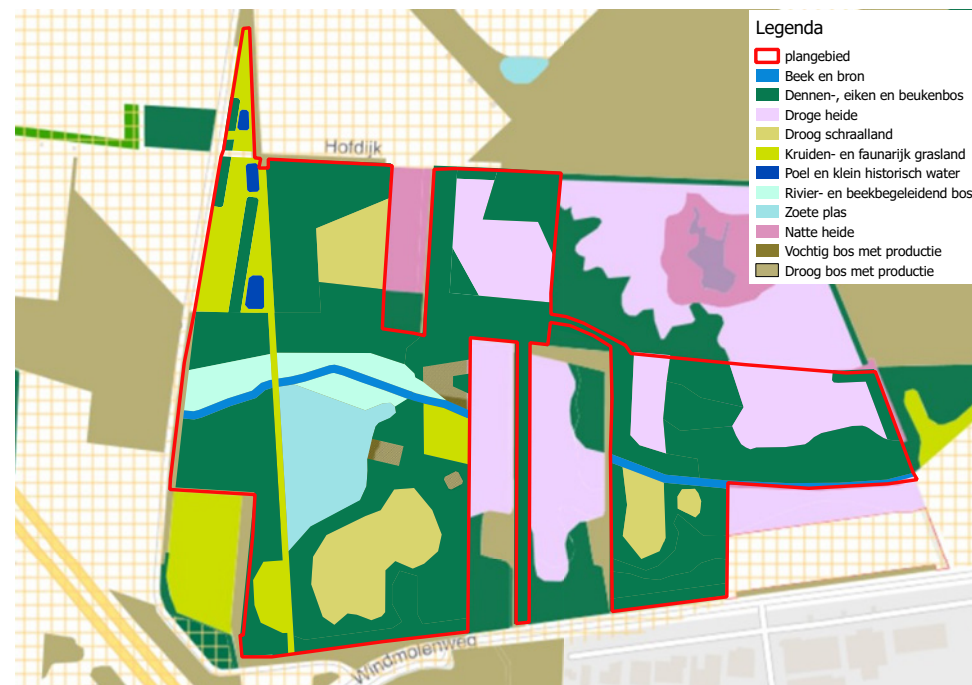 Legenda
plangebied
Beek en bron
Dennen-, eiken en beukenbos
Droge heide
Droog schraalland
Kruiden- en faunarijk grasland
Poel en klein historisch water
Rivier- en beekbegeleidend bos
Zoete plas
Natte heide
Vochtig bos met productie
Droog bos met productie
Hofdijk
Windmolenweg